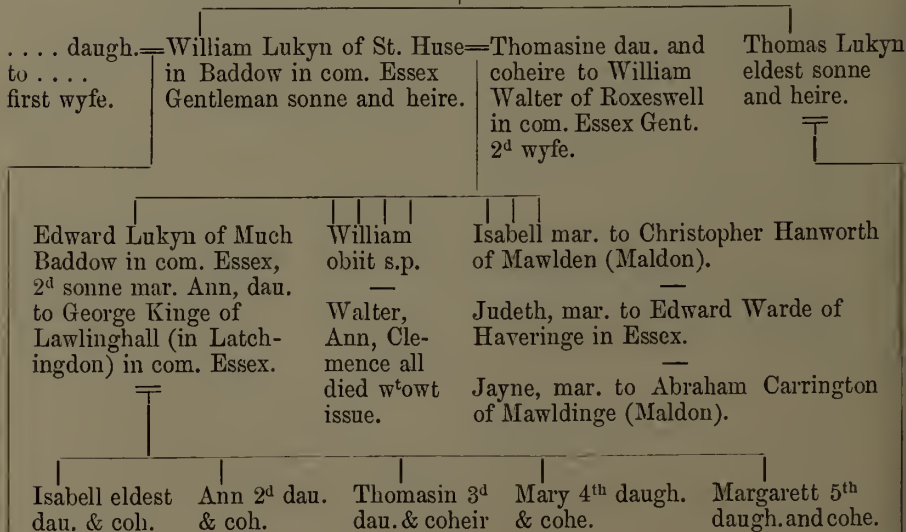 . . . . daugh.
to . . . .
first wyfe.
William Lukyn of St. Huse
in Baddow in com. Essex
Gentleman sonne and heire.
Thomasine dau. and
coheire to William
Walter of Roxeswell
in com. Essex Gent.
2d wyfe.
Thomas Lukyn
eldest sonne
and heire.
Edward Lukyn of Much
Baddow in com. Essex,
2d sonne mar. Ann, dau.
to George Kinge of
Lawlinghall (in Latch-
ingdon) in com. Essex.
William
obiit s.p.
—
Walter,
Ann, Cle-
mence all
died wtowt
issue.
Isabell mar. to Christopher Hanworth
of Mawlden (Maldon).
—
Judeth, mar. to Edward Warde of
Haveringe in Essex.
—
Jayne, mar. to Abraham Carrington
of Mawldinge (Maldon).
Isabell eldest
dau. & coh.
Ann 2d dau.
& coh.
Thomasin 3d
dau. & coheir
Mary 4th daugh.
& cohe.
Margarett 5th
daugh. and cohe.